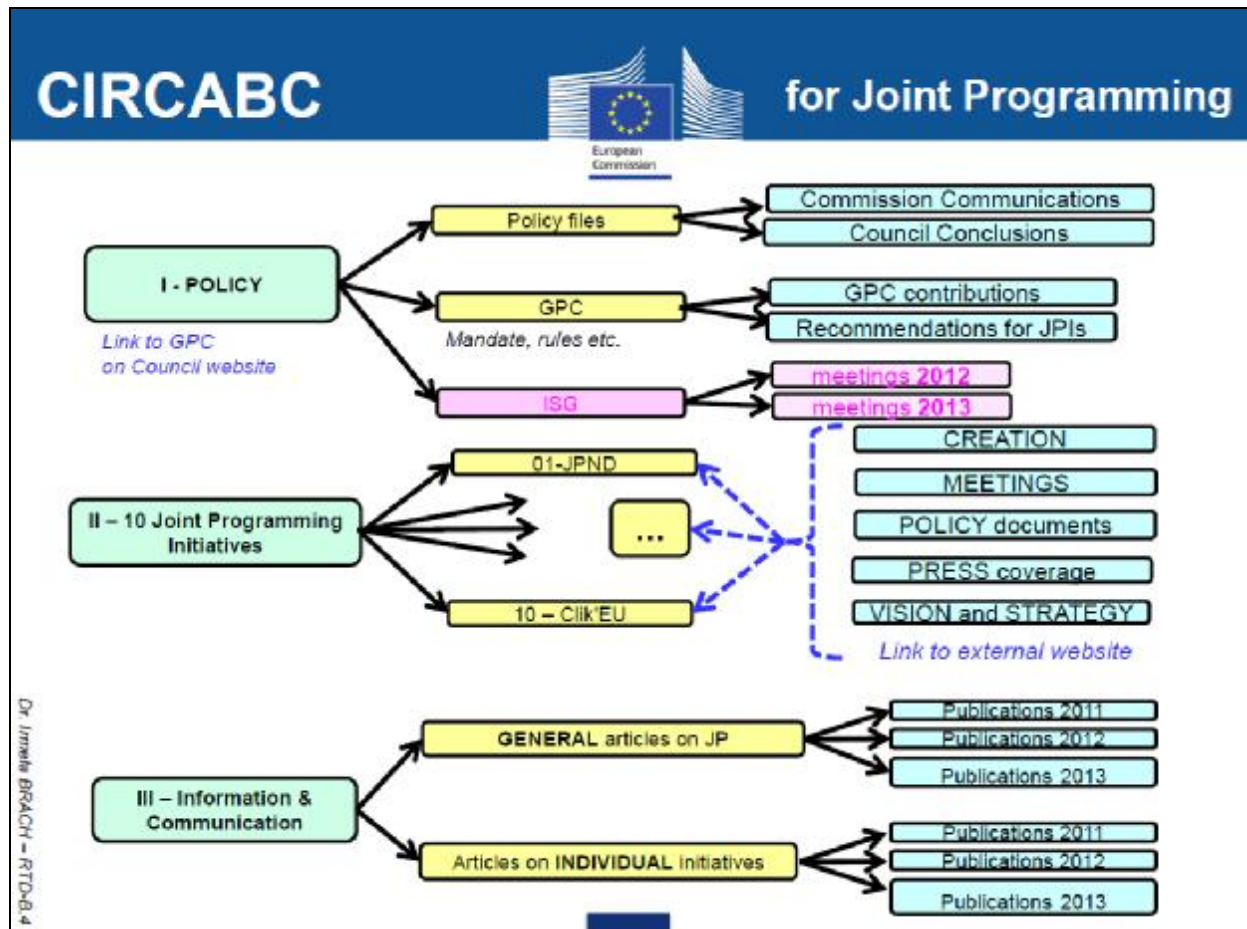 CIRCABC
for Joint Programming
European
Commission
I - POLICY
Link to GPC
on Council website
Policy files
Commission Communications
Council Conclusions
GPC
Mandate, rules etc.
GPC contributions
Recommendations for JPIs
ISG
meetings 2012
meetings 2013
II – 10 Joint Programming
Initiatives
01-JPND
...
10 – Clik'EU
CREATION
MEETINGS
POLICY documents
PRESS coverage
VISION and STRATEGY
Link to external website
III – Information &
Communication
GENERAL articles on JP
Publications 2011
Publications 2012
Publications 2013
Articles on INDIVIDUAL initiatives
Publications 2011
Publications 2012
Publications 2013
Dr. Irmela BRACH – RTD-B.4